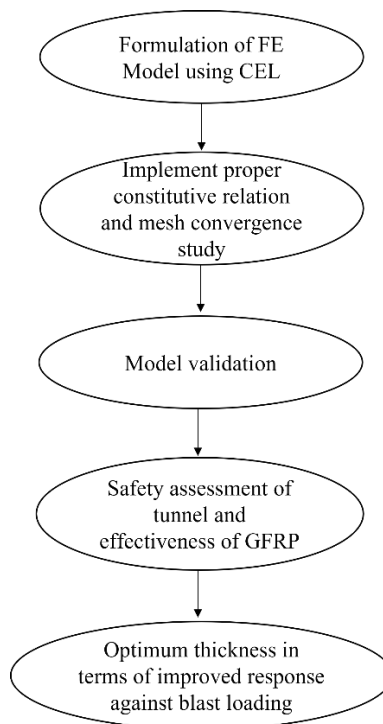 Formulation of FE
Model using CEL
Implement proper
constitutive relation
and mesh convergence
study
Model validation
Safety assessment of
tunnel and
effectiveness of GFRP
Optimum thickness in
terms of improved response
against blast loading